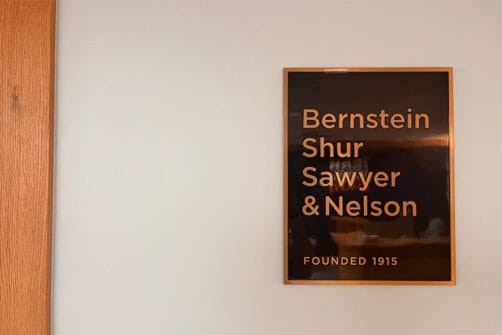 Bernstein
Shur
Sawyer
& Nelson
FOUNDED 1915